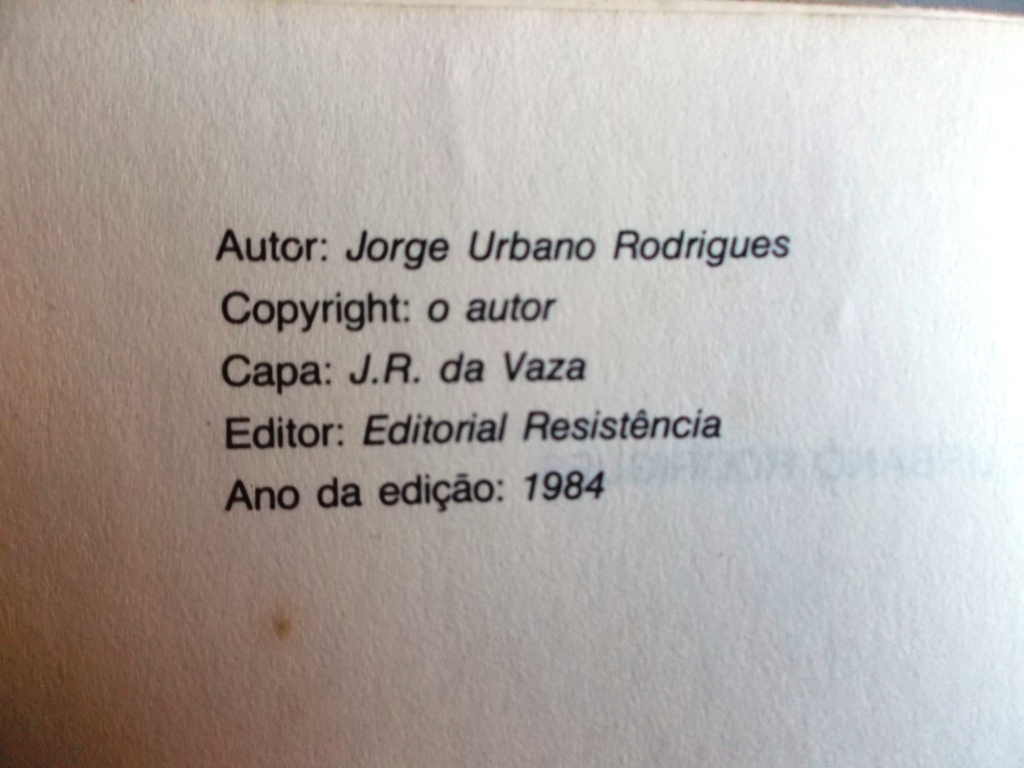 Autor: Jorge Urbano Rodrigues
Copyright: o autor
Capa: J.R. da Vaza
Editor: Editorial Resistência
Ano da edição: 1984